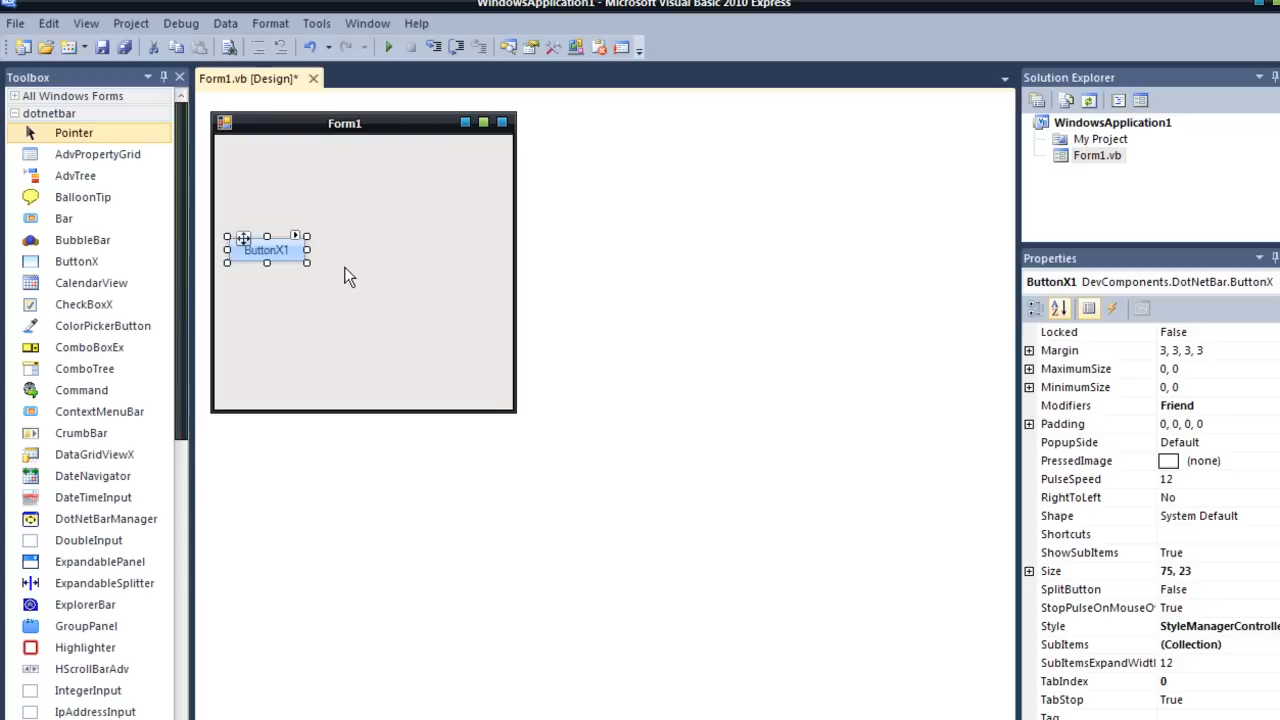 WindowsApplication1 - Microsoft Visual Basic 2010 Express
File Edit View Project Debug Data Format Tools Window Help
Toolbox
All Windows Forms
dotnetbar
Pointer
AdvPropertyGrid
AdvTree
BalloonTip
Bar
BubbleBar
ButtonX
CalendarView
CheckBoxX
ColorPickerButton
ComboBoxEx
ComboTree
Command
ContextMenuBar
CrumbBar
DataGridViewX
DateNavigator
DateTimeInput
DotNetBarManager
DoubleInput
ExpandablePanel
ExpandableSplitter
ExplorerBar
GroupPanel
Highlighter
HScrollBarAdv
IntegerInput
IpAddressInput
Form1.vb [Design]*
Form1
ButtonX1
Solution Explorer
WindowsApplication1
My Project
Form1.vb
Properties
ButtonX1 DevComponents.DotNetBar.ButtonX
Locked False
Margin 3, 3, 3, 3
MaximumSize 0, 0
MinimumSize 0, 0
Modifiers Friend
Padding 0, 0, 0, 0
PopupSide Default
PressedImage (none)
PulseSpeed 12
RightToLeft No
Shape System Default
Shortcuts
ShowSubItems True
Size 75, 23
SplitButton False
StopPulseOnMouseO True
Style StyleManagerControlle
SubItems (Collection)
SubItemsExpandWidt 12
TabIndex 0
TabStop True
Tag